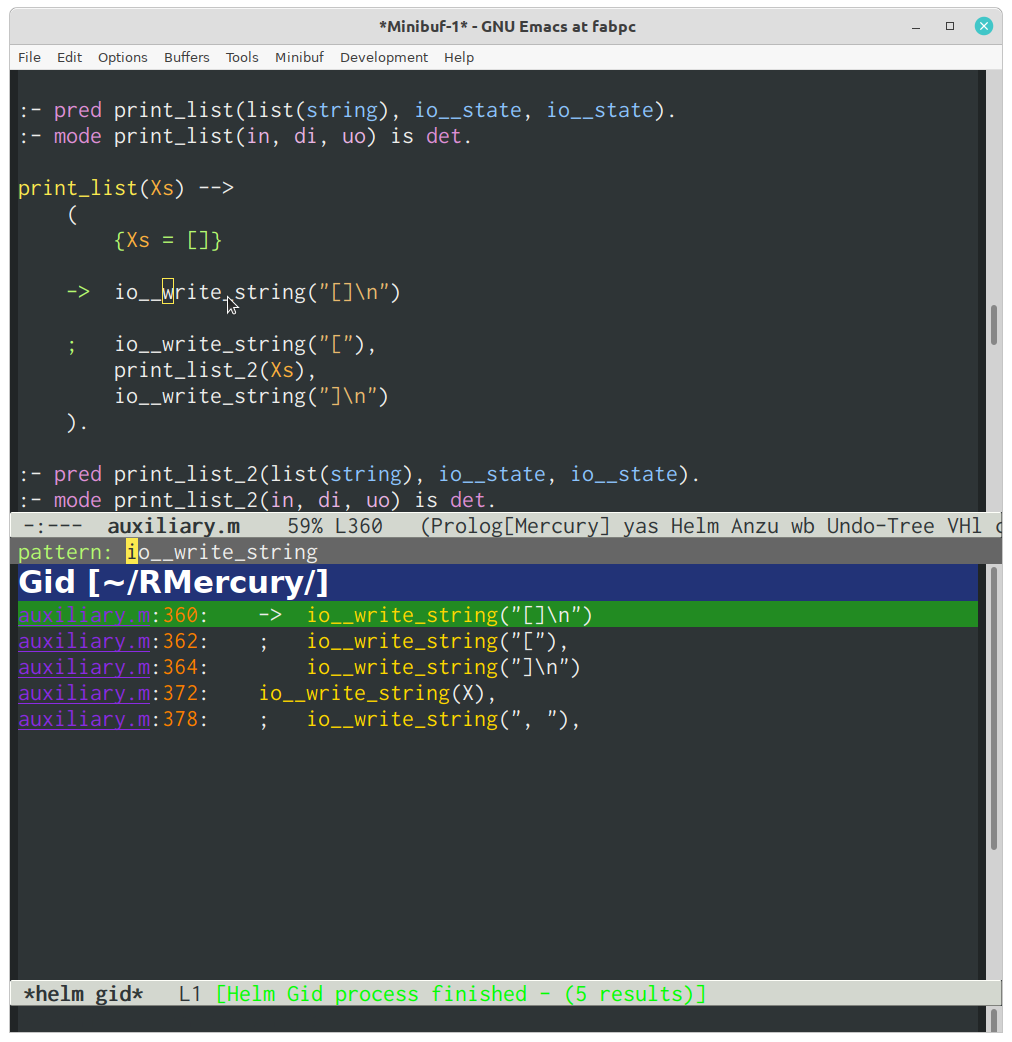 *Minibuf-1* - GNU Emacs at fabpc
File Edit Options Buffers Tools Minibuf Development Help
:- pred print_list(list(string), io__state, io__state).
:- mode print_list(in, di, uo) is det.
print_list(Xs) -->
(
{Xs = []}
-> io__write_string("[]\n")
; io__write_string("["),
print_list_2(Xs),
io__write_string("]\n")
).
:- pred print_list_2(list(string), io__state, io__state).
:- mode print_list_2(in, di, uo) is det.
-:--- auxiliary.m 59% L360 (Prolog[Mercury] yas Helm Anzu wb Undo-Tree VHl
pattern: io__write_string
Gid [~/RMercury/]
auxiliary.m:360: -> io__write_string("[]\n")
auxiliary.m:362: ; io__write_string("["),
auxiliary.m:364: io__write_string("]\n")
auxiliary.m:372: io__write_string(X),
auxiliary.m:378: ; io__write_string(", "),
*helm gid* L1 [Helm Gid process finished - (5 results)]